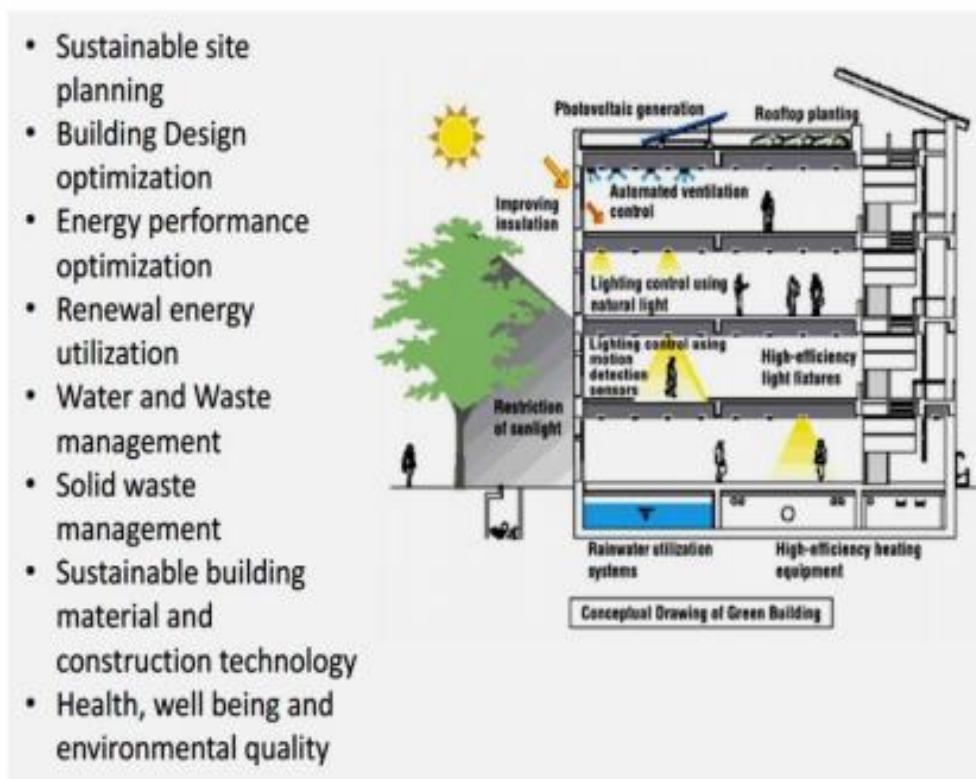 • Sustainable site
planning
• Building Design
optimization
• Energy performance
optimization
• Renewal energy
utilization
• Water and Waste
management
• Solid waste
management
• Sustainable building
material and
construction technology
• Health, well being and
environmental quality
Photovoltaic generation
Rooftop planting
Improving
insulation
Automated ventilation
control
Lighting control using
natural light
Lighting control using
motion
detection
sensors
High-efficiency
light fixtures
Restriction
of sunlight
Rainwater utilization
systems
High-efficiency heating
equipment
Conceptual Drawing of Green Building